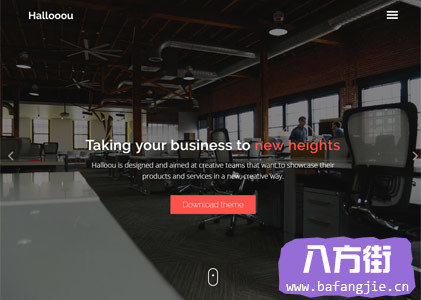 Hallooou
Taking your business to new heights
Halloou is designed and aimed at creative teams that want to showcase their
products and services in a new creative way.
Download theme
八方街
www.bafangjie.cn